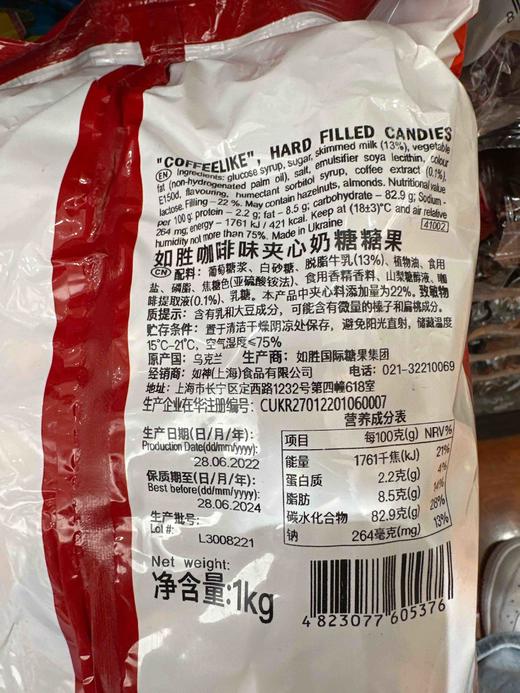 "COFFEELIKE", HARD FILLED CANDIES
EN Ingredients: glucose syrup, sugar, skimmed milk (13%), vegetable
fat (non-hydrogenated palm oil), salt, emulsifier soya lecithin, colour
E150d, flavouring, humectant sorbitol syrup, coffee extract (0.1%),
lactose. Filling – 22 %. May contain hazelnuts, almonds. Nutritional value
per 100 g: protein – 2.2 g; fat - 8.5 g; carbohydrate – 82.9 g; Sodium -
264 mg; energy – 1761 kJ / 421 kcal. Keep at (18±3)°C and air relative
humidity not more than 75%. Made in Ukraine
41002
如胜咖啡味夹心奶糖糖果
CN 配料：葡萄糖浆、白砂糖、脱脂牛乳(13%)、植物油、食用
盐、磷脂、焦糖色(亚硫酸铵法)、食用香精香料、山梨糖醇液、咖
啡提取液(0.1%)、乳糖。本产品中夹心料添加量为22%。致敏物
质提示：含有乳和大豆成分，可能含有微量的榛子和扁桃成分。
贮存条件：置于清洁干燥阴凉处保存，避免阳光直射，储藏温度
15℃-21℃，空气湿度≤75%
原产国：乌克兰 生产商：如胜国际糖果集团
经销商：如神(上海)食品有限公司 电话：021-32210069
地址：上海市长宁区定西路1232号第四幢618室
生产企业在华注册编号：CUKR27012201060007
生产日期(日/月/年):
Production Date(dd/mm/yyyy):
28.06.2022
保质期至(日/月/年):
Best before(dd/mm/yyyy):
28.06.2024
生产批号:
Lot #:
L3008221
营养成分表
项目 每100克(g) NRV%
能量 1761千焦(kJ) 21%
蛋白质 2.2克(g) 4%
脂肪 8.5克(g) 14%
碳水化合物 82.9克(g) 28%
钠 264毫克(mg) 13%
Net weight:
净含量:1kg
4 823077 605376